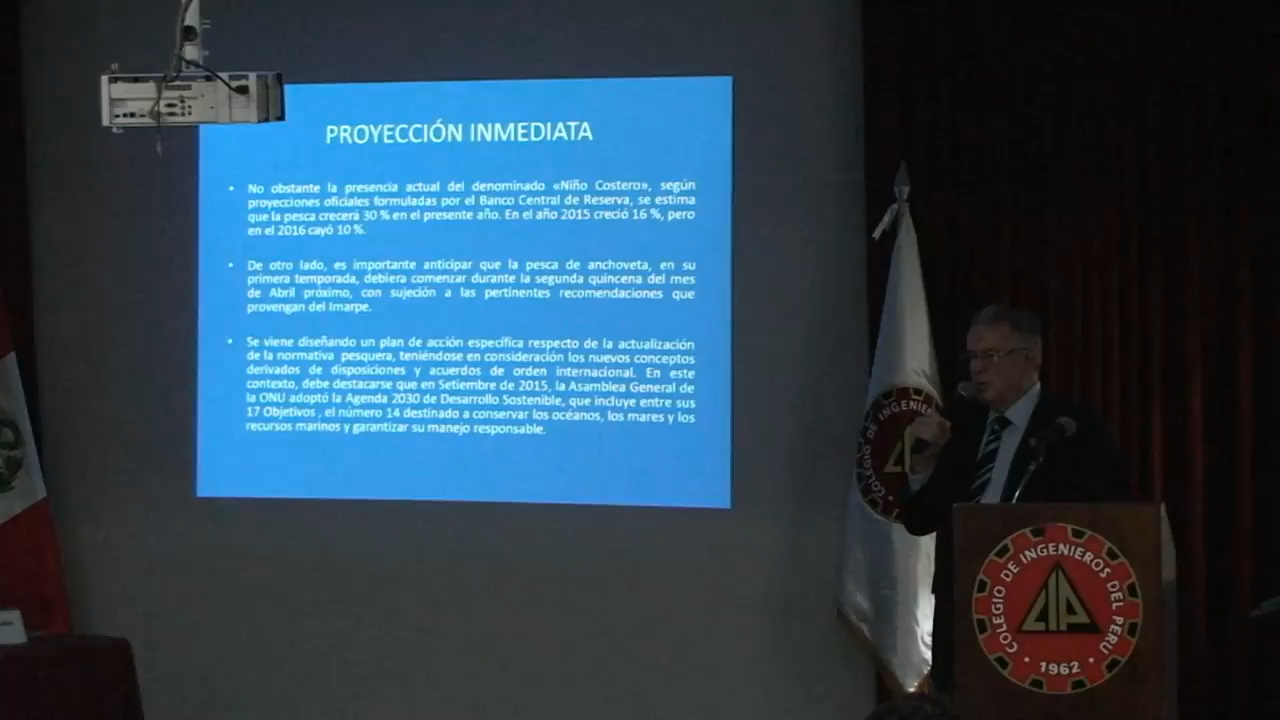 PROYECCIÓN INMEDIATA
• No obstante la presencia actual del denominado «Niño Costero», según
proyecciones oficiales formuladas por el Banco Central de Reserva, se estima
que la pesca crecerá 30 % en el presente año. En el año 2015 creció 16 %, pero
en el 2016 cayó 10 %.
• De otro lado, es importante anticipar que la pesca de anchoveta, en su
primera temporada, debiera comenzar durante la segunda quincena del mes
de Abril próximo, con sujeción a las pertinentes recomendaciones que
provengan del Imarpe.
• Se viene diseñando un plan de acción específica respecto de la actualización
de la normativa pesquera, teniéndose en consideración los nuevos conceptos
derivados de disposiciones y acuerdos de orden internacional. En este
contexto, debe destacarse que en Setiembre de 2015, la Asamblea General de
la ONU adoptó la Agenda 2030 de Desarrollo Sostenible, que incluye entre sus
17 Objetivos , el número 14 destinado a conservar los océanos, los mares y los
recursos marinos y garantizar su manejo responsable.
COLEGIO DE INGENIE
COLEGIO DE INGENIEROS DEL PERU
CIP
• 1962 •